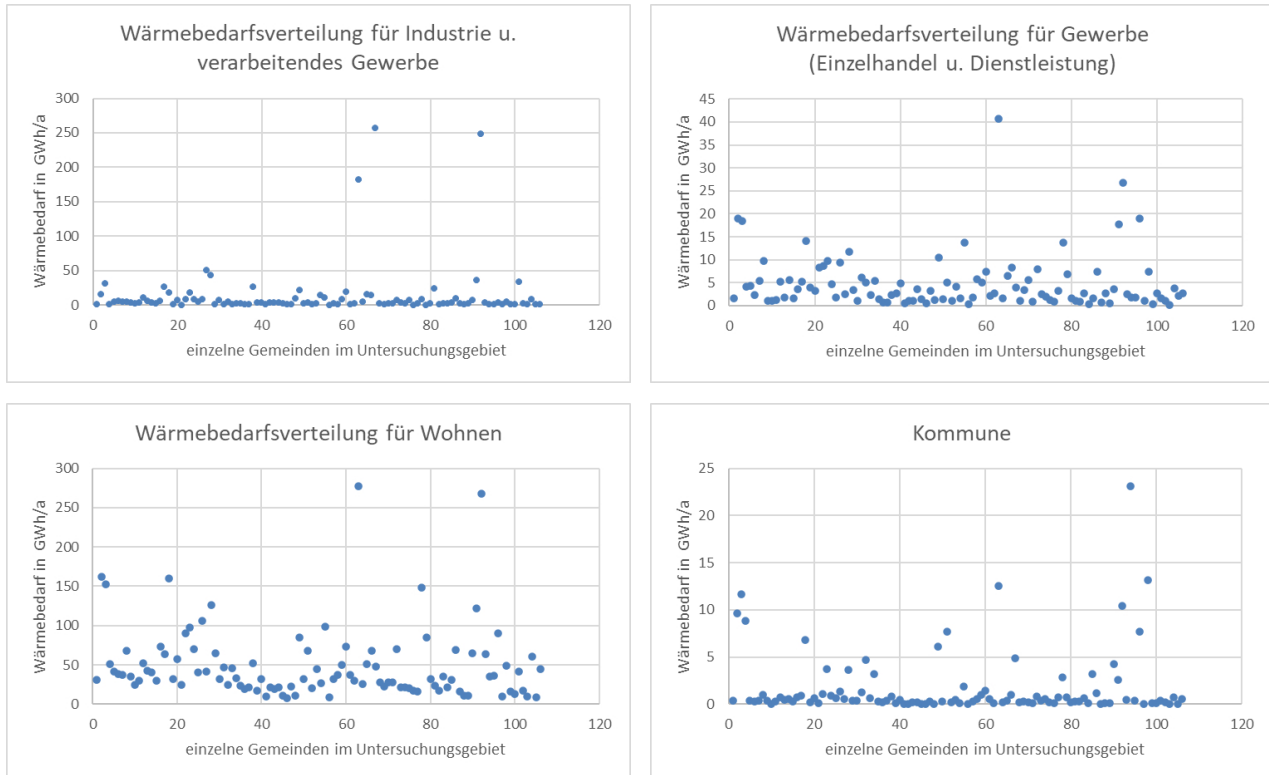 Wärmebedarfsverteilung für Industrie u.
verarbeitendes Gewerbe
Wärmebedarf in GWh/a
300
250
200
150
100
50
0
0 20 40 60 80 100 120
einzelne Gemeinden im Untersuchungsgebiet
Wärmebedarfsverteilung für Gewerbe
(Einzelhandel u. Dienstleistung)
Wärmebedarf in GWh/a
45
40
35
30
25
20
15
10
5
0
0 20 40 60 80 100 120
einzelne Gemeinden im Untersuchungsgebiet
Wärmebedarfsverteilung für Wohnen
Wärmebedarf in GWh/a
300
250
200
150
100
50
0
0 20 40 60 80 100 120
einzelne Gemeinden im Untersuchungsgebiet
Kommune
Wärmebedarf in GWh/a
25
20
15
10
5
0
0 20 40 60 80 100 120
einzelne Gemeinden im Untersuchungsgebiet